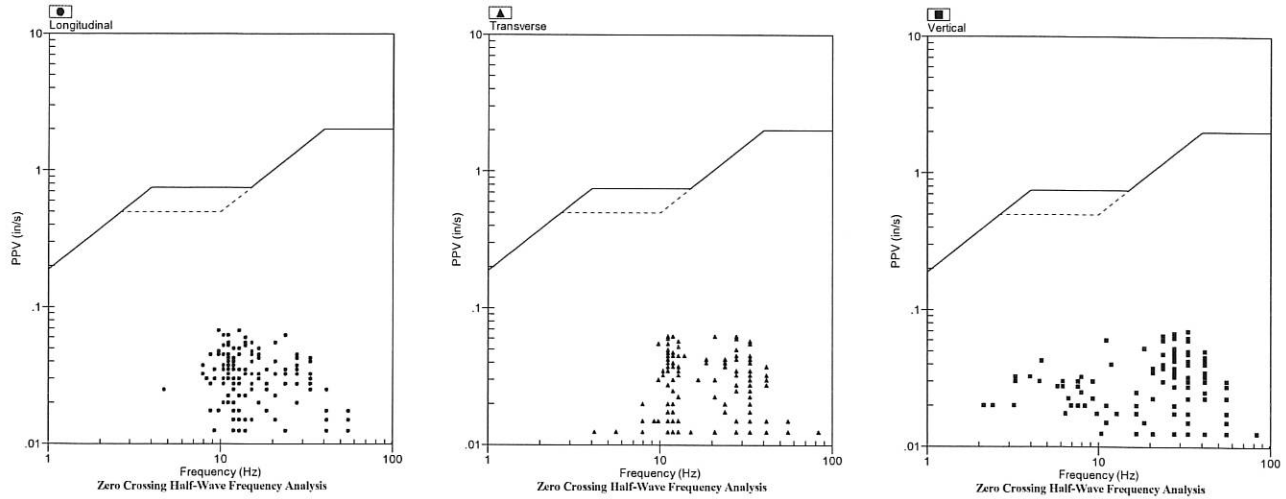 Longitudinal
10
1
.1
.01
PPV (in/s)
1
10
100
Frequency (Hz)
Zero Crossing Half-Wave Frequency Analysis
Transverse
10
1
.1
.01
PPV (in/s)
1
10
100
Frequency (Hz)
Zero Crossing Half-Wave Frequency Analysis
Vertical
10
1
.1
.01
PPV (in/s)
1
10
100
Frequency (Hz)
Zero Crossing Half-Wave Frequency Analysis